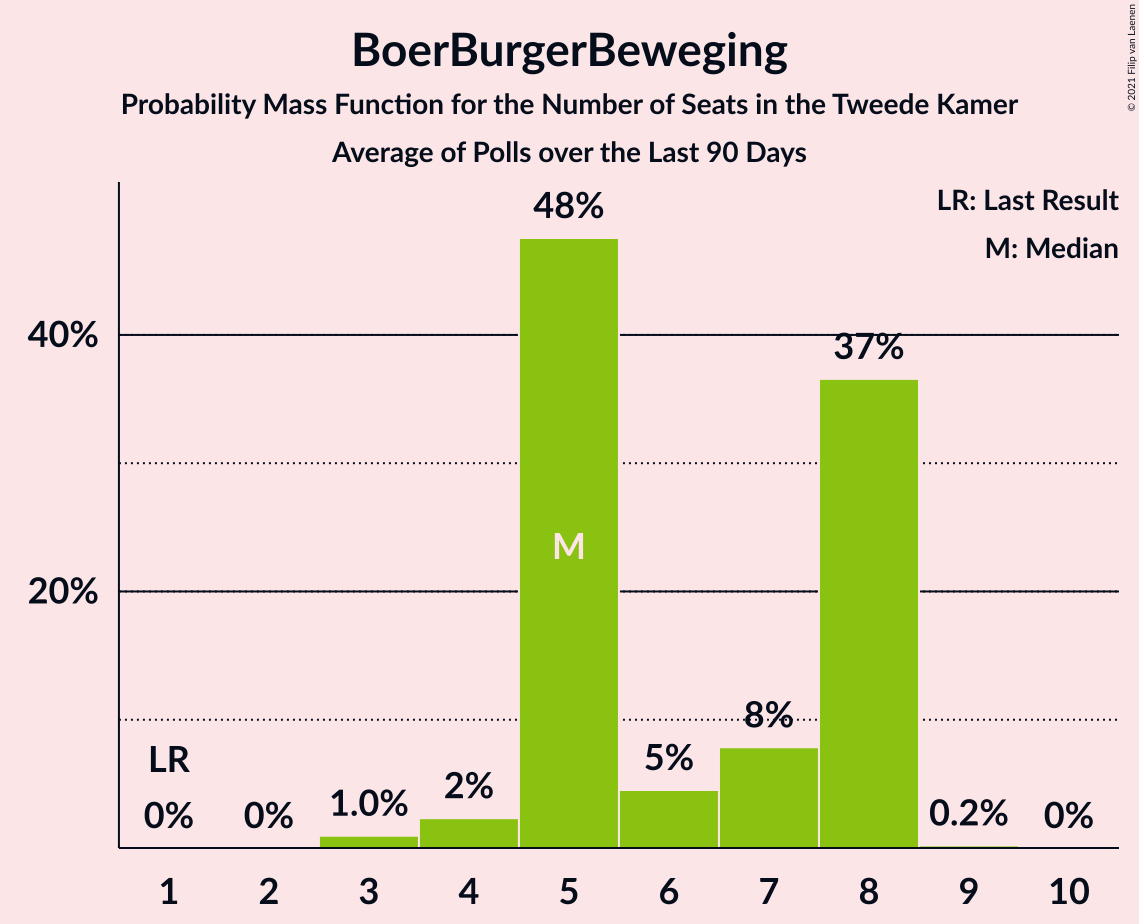 BoerBurgerBeweging
Probability Mass Function for the Number of Seats in the Tweede Kamer
Average of Polls over the Last 90 Days
© 2021 Filip van Laenen
LR: Last Result
M: Median
48%
40%
37%
M
20%
8%
LR
5%
0%
0%
1.0%
2%
0.2%
0%
1 2 3 4 5 6 7 8 9 10